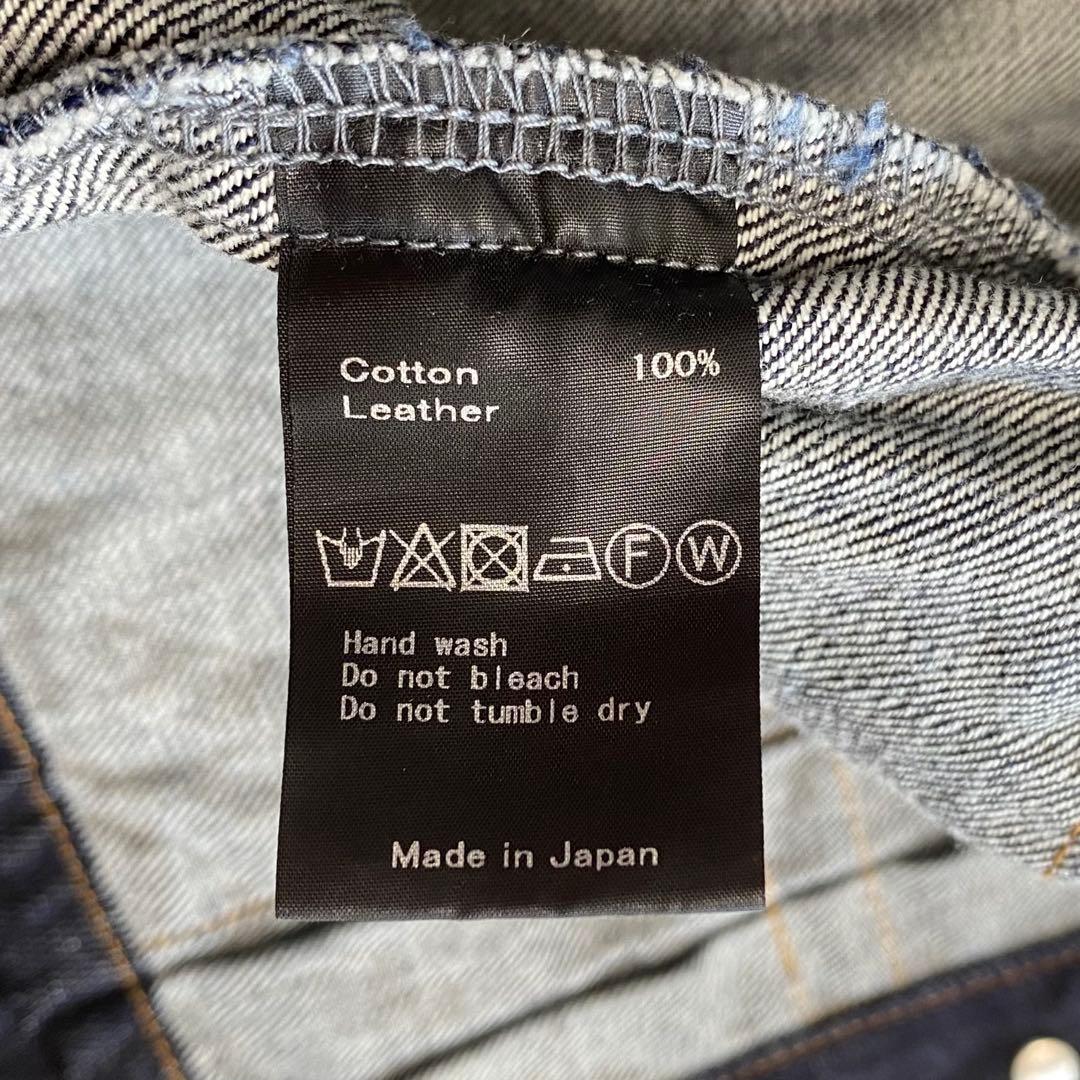 Cotton 100%
Leather
F W
Hand wash
Do not bleach
Do not tumble dry
Made in Japan